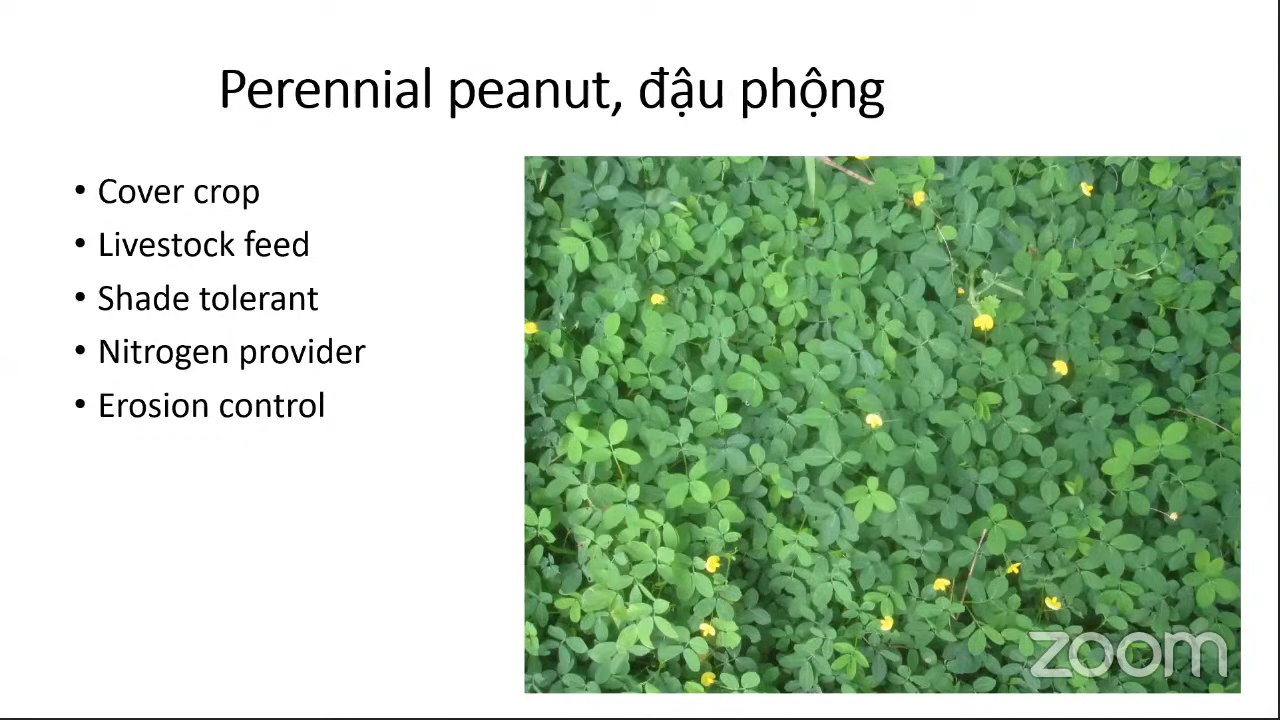 Perennial peanut, đậu phộng
• Cover crop
• Livestock feed
• Shade tolerant
• Nitrogen provider
• Erosion control
zoom